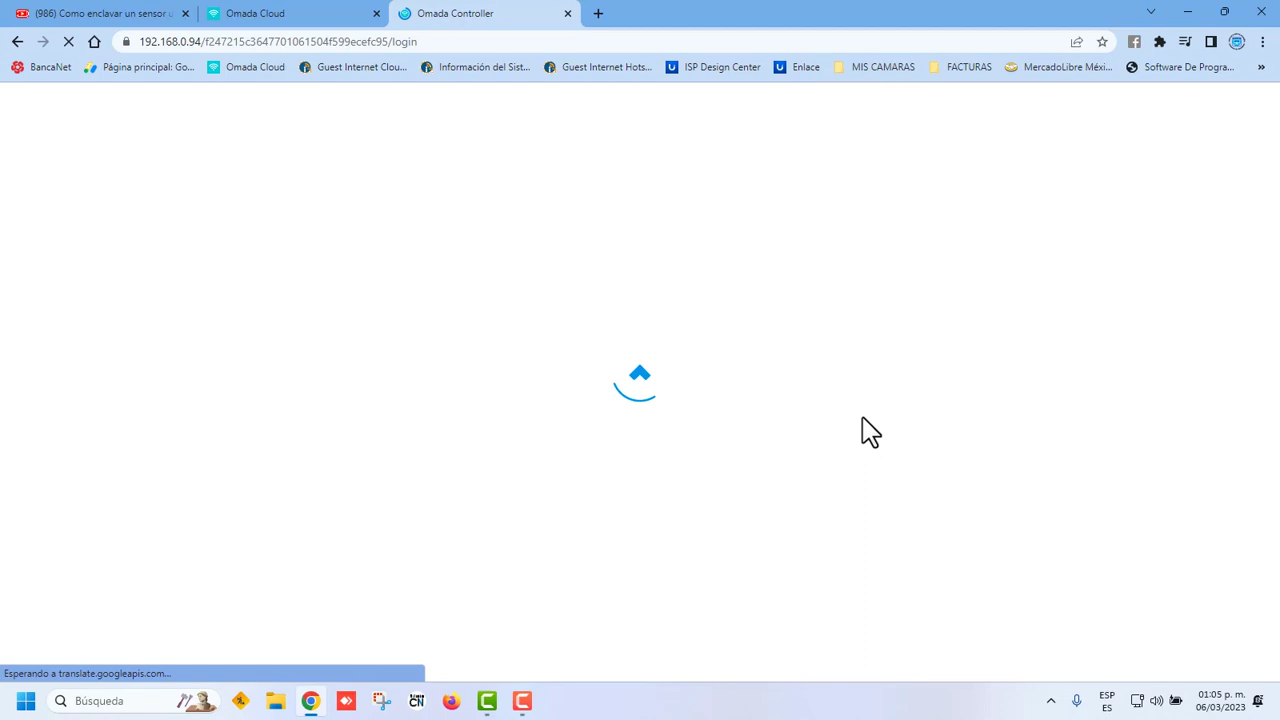 (986) Como enclavar un sensor u
Omada Cloud
Omada Controller
192.168.0.94/f247215c3647701061504f599ecefc95/login
BancaNet
Página principal: Go...
Omada Cloud
Guest Internet Clou...
Información del Sist...
Guest Internet Hots...
ISP Design Center
Enlace
MIS CAMARAS
FACTURAS
MercadoLibre Méxi...
Software De Progra...
»
Esperando a translate.googleapis.com...
Búsqueda
CN
ESP
ES
01:05 p. m.
06/03/2023